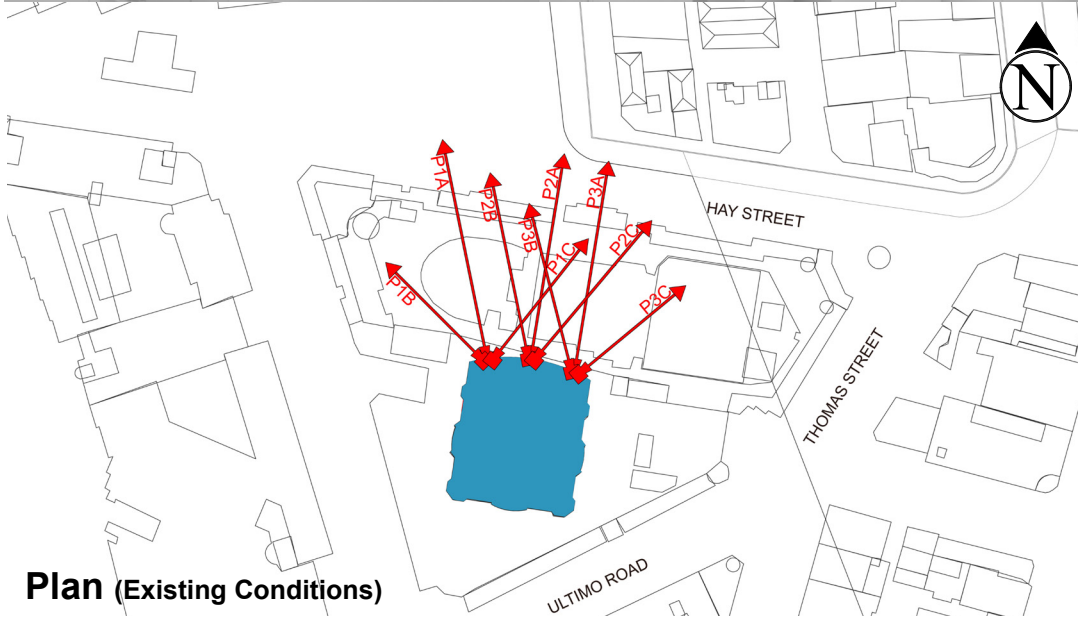 N
P1A
P2B
P2A
P3A
P3B
P1C
P2C
P1B
P3C
HAY STREET
THOMAS STREET
ULTIMO ROAD
Plan (Existing Conditions)